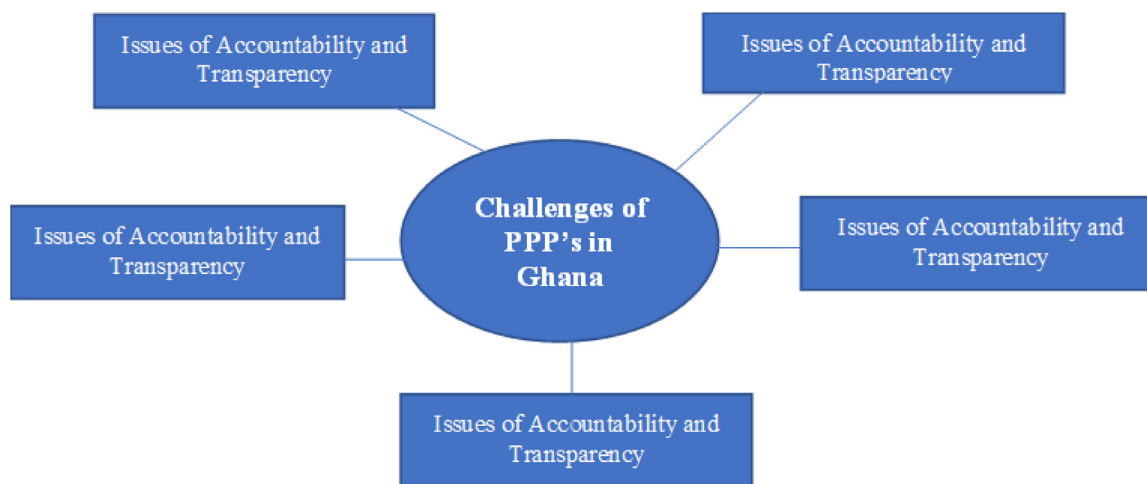 Issues of Accountability and
Transparency
Issues of Accountability and
Transparency
Challenges of
PPP's in
Ghana
Issues of Accountability and
Transparency
Issues of Accountability and
Transparency
Issues of Accountability and
Transparency